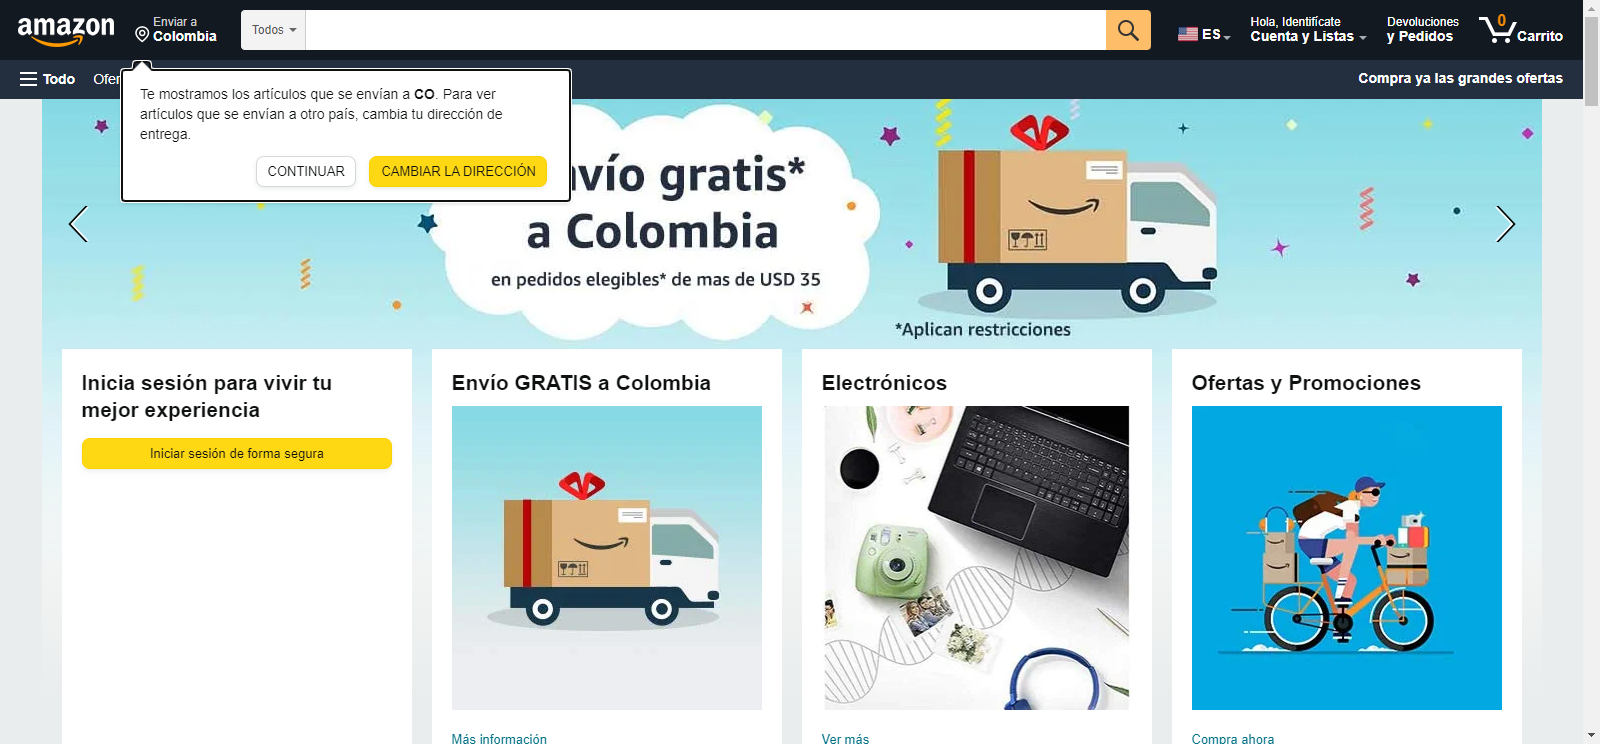 amazon
Enviar a
Colombia
Todos
ES
Hola, Identifícate
Cuenta y Listas
Devoluciones
y Pedidos
0
Carrito
Todo
Ofer
Compra ya las grandes ofertas
Te mostramos los artículos que se envían a CO. Para ver
artículos que se envían a otro país, cambia tu dirección de
entrega.
CONTINUAR
CAMBIAR LA DIRECCIÓN
nvío gratis*
a Colombia
en pedidos elegibles* de mas de USD 35
*Aplican restricciones
Inicia sesión para vivir tu
mejor experiencia
Iniciar sesión de forma segura
Envío GRATIS a Colombia
Más información
Electrónicos
Ver más
Ofertas y Promociones
Compra ahora